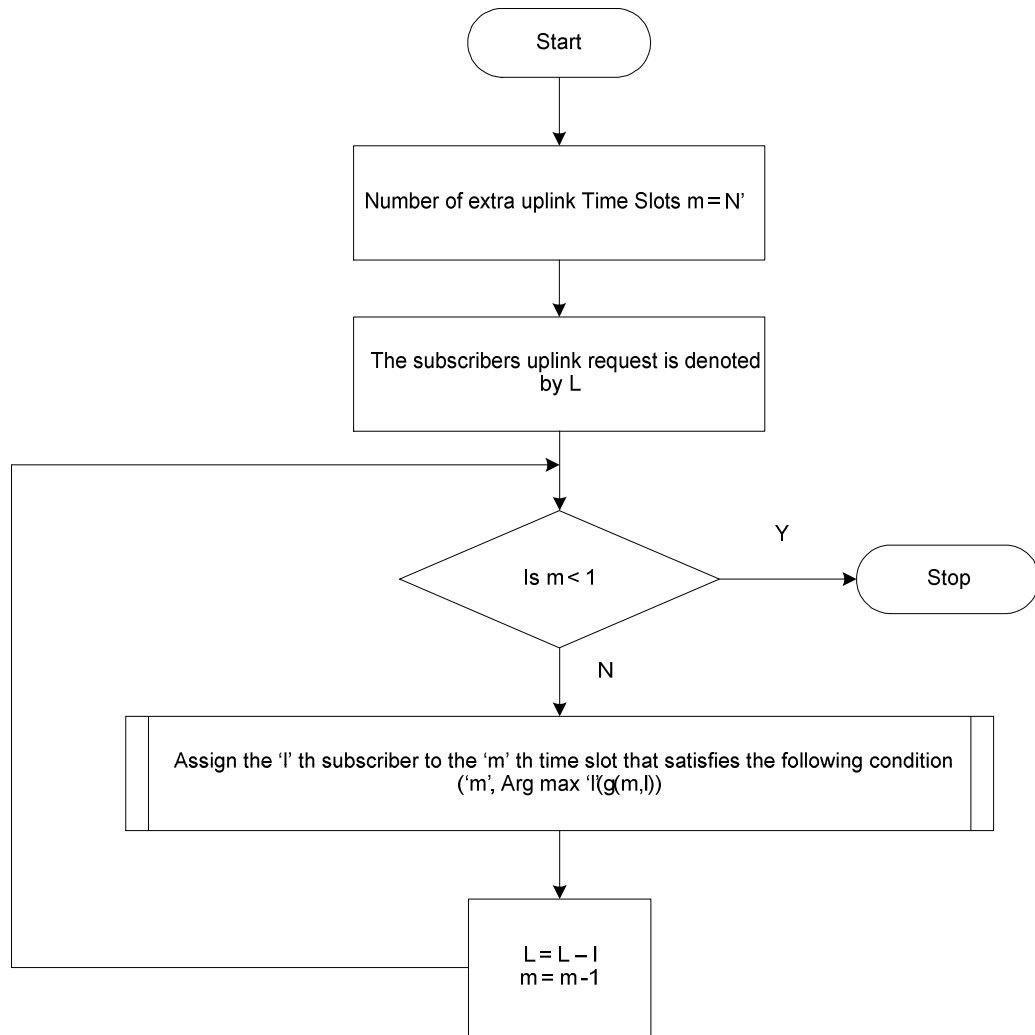 Start
Number of extra uplink Time Slots m = N’
The subscribers uplink request is denoted
by L
Is m < 1
Y
Stop
N
Assign the ‘l’ th subscriber to the ‘m’ th time slot that satisfies the following condition
(‘m’, Arg max ‘l’(g(m,l))
L = L – l
m = m -1